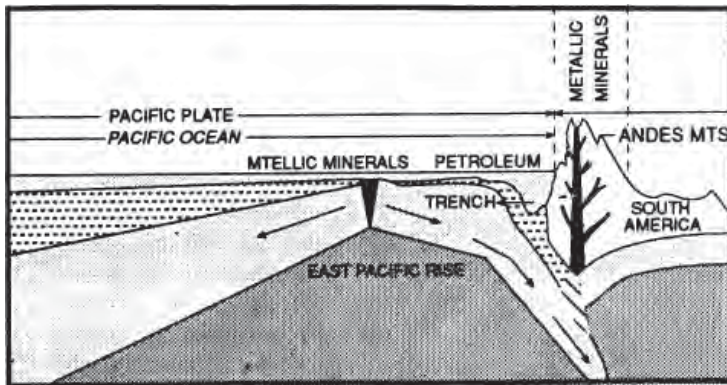 METALLIC
MINERALS
PACIFIC PLATE
PACIFIC OCEAN
ANDES MTS
MTELLIC MINERALS
PETROLEUM
TRENCH
SOUTH
AMERICA
EAST PACIFIC RISE